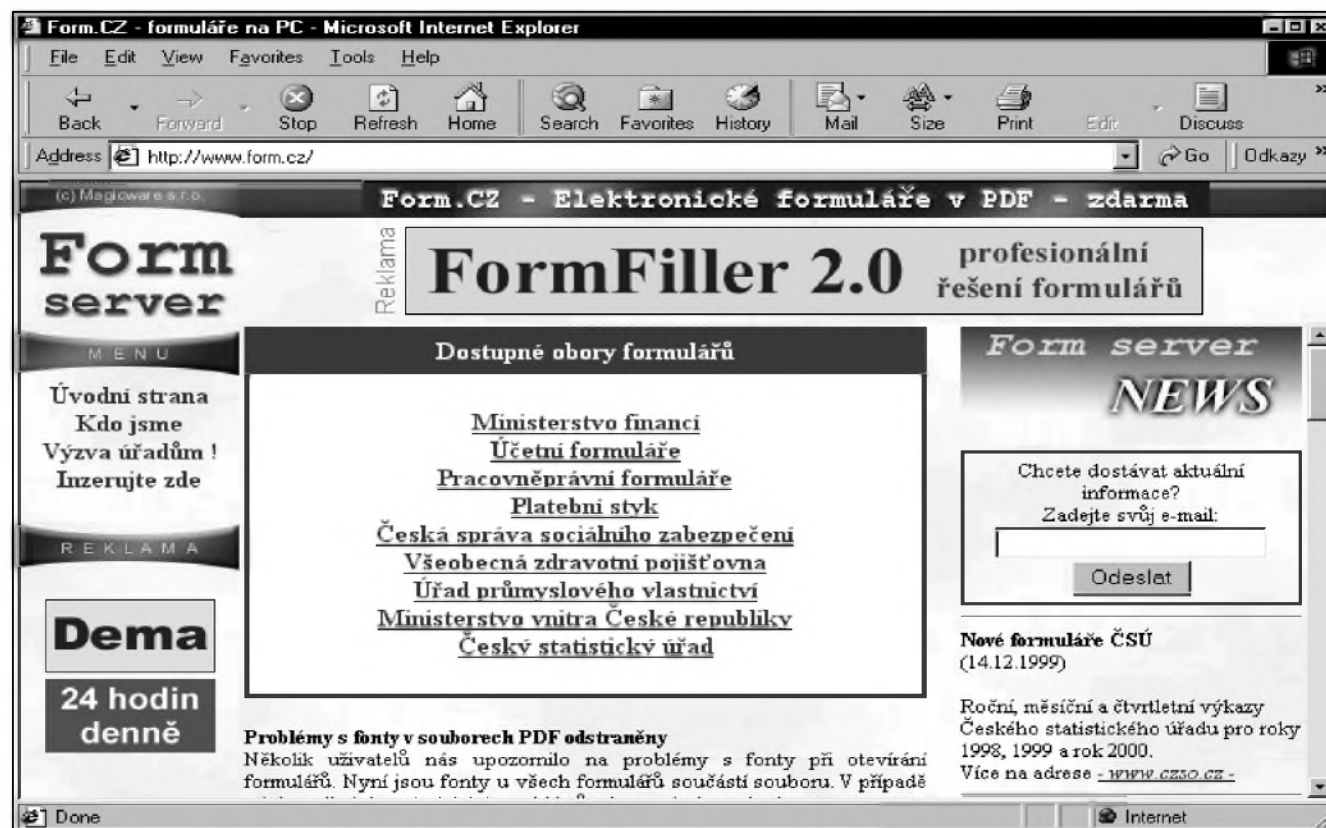 Form.CZ - formuláře na PC - Microsoft Internet Explorer
File Edit View Favorites Tools Help
Back Forward Stop Refresh Home Search Favorites History Mail Size Print Edit Discuss
Address http://www.form.cz/ Go Odkazy
(c) Magicware s.r.o.
Form.CZ - Elektronické formuláře v PDF - zdarma
Form
server
Reklama
FormFiller 2.0
profesionální
řešení formulářů
MENU
Úvodní strana
Kdo jsme
Výzva úřadům !
Inzerujte zde
REKLAMA
Dema
24 hodin
denně
Dostupné obory formulářů
Ministerstvo financí
Účetní formuláře
Pracovněprávní formuláře
Platební styk
Česká správa sociálního zabezpečení
Všeobecná zdravotní pojišťovna
Úřad průmyslového vlastnictví
Ministerstvo vnitra České republiky
Český statistický úřad
Problémy s fonty v souborech PDF odstraněny
Několik uživatelů nás upozornilo na problémy s fonty při otevírání
formulářů. Nyní jsou fonty u všech formulářů součástí souboru. V případě
Form server
NEWS
Chcete dostávat aktuální
informace?
Zadejte svůj e-mail:
Odeslat
Nové formuláře ČSÚ
(14.12.1999)
Roční, měsíční a čtvrtletní výkazy
Českého statistického úřadu pro roky
1998, 1999 a rok 2000.
Více na adrese - www.czso.cz -
Done Internet